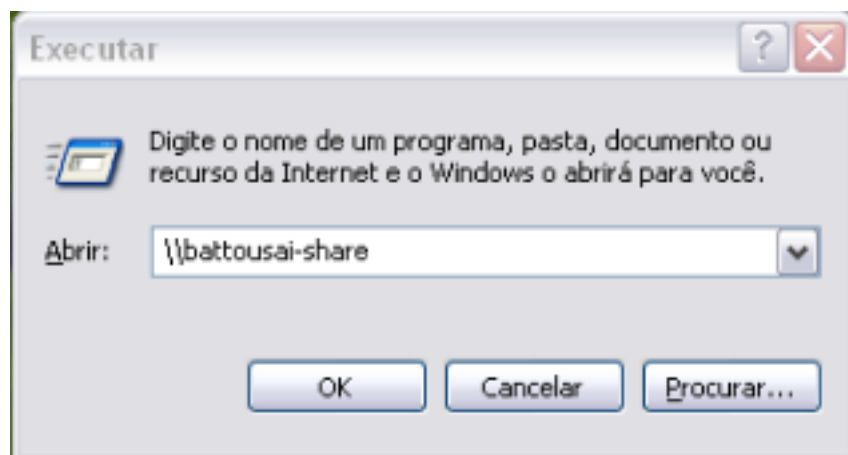 Executar
Digite o nome de um programa, pasta, documento ou
recurso da Internet e o Windows o abrirá para você.
Abrir: \\battousai-share
OK Cancelar Procurar...